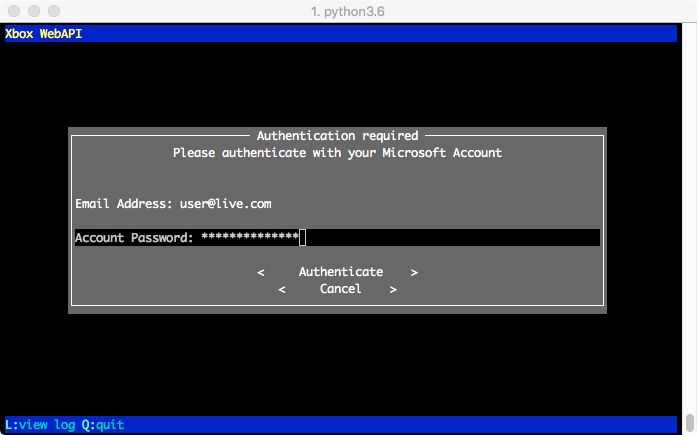 1. python3.6
Xbox WebAPI
Authentication required
Please authenticate with your Microsoft Account
Email Address: user@live.com
Account Password: **************
< Authenticate >
< Cancel >
L:view log Q:quit